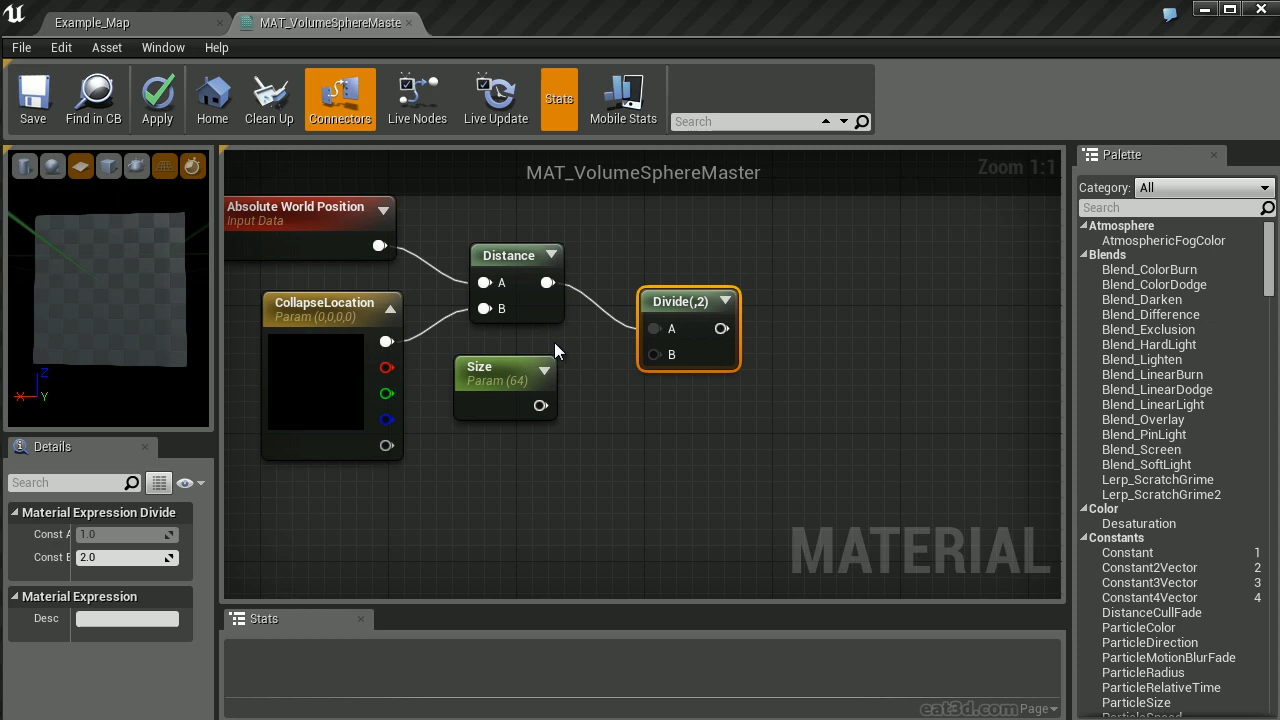 Example_Map
MAT_VolumeSphereMaste
File Edit Asset Window Help
Save
Find in CB
Apply
Home
Clean Up
Connectors
Live Nodes
Live Update
Stats
Mobile Stats
Search
MAT_VolumeSphereMaster
Zoom 1:1
Absolute World Position
Input Data
CollapseLocation
Param (0,0,0,0)
Distance
A
B
Size
Param (64)
Divide(,2)
A
B
MATERIAL
Z
X
Y
Details
Search
Material Expression Divide
Const A 1.0
Const E 2.0
Material Expression
Desc
Stats
eat3d.com
Page
Palette
Category: All
Search
Atmosphere
AtmosphericFogColor
Blends
Blend_ColorBurn
Blend_ColorDodge
Blend_Darken
Blend_Difference
Blend_Exclusion
Blend_HardLight
Blend_Lighten
Blend_LinearBurn
Blend_LinearDodge
Blend_LinearLight
Blend_Overlay
Blend_PinLight
Blend_Screen
Blend_SoftLight
Lerp_ScratchGrime
Lerp_ScratchGrime2
Color
Desaturation
Constants
Constant 1
Constant2Vector 2
Constant3Vector 3
Constant4Vector 4
DistanceCullFade
ParticleColor
ParticleDirection
ParticleMotionBlurFade
ParticleRadius
ParticleRelativeTime
ParticleSize
ParticleSpeed